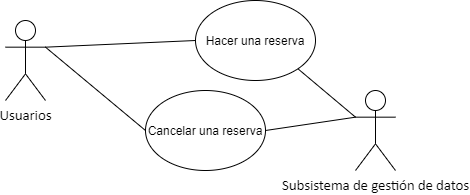 Hacer una reserva
Usuarios
Cancelar una reserva
Subsistema de gestión de datos